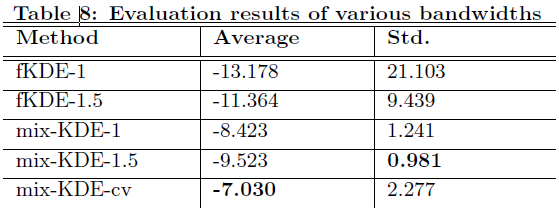 Table 8: Evaluation results of various bandwidths
Method Average Std.
fKDE-1 -13.178 21.103
fKDE-1.5 -11.364 9.439
mix-KDE-1 -8.423 1.241
mix-KDE-1.5 -9.523 0.981
mix-KDE-cv -7.030 2.277